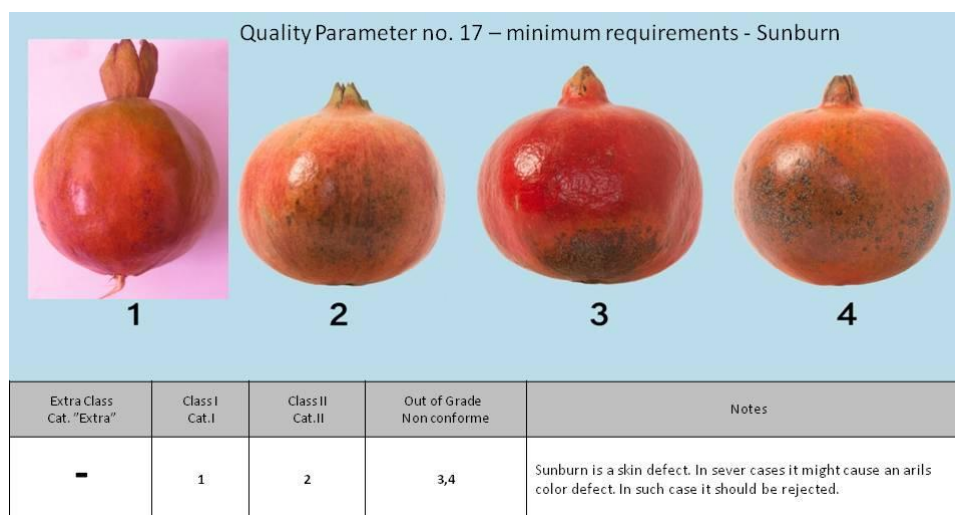 Quality Parameter no. 17 – minimum requirements - Sunburn
1
2
3
4
Extra Class
Cat. "Extra"
Class I
Cat.I
Class II
Cat.II
Out of Grade
Non conforme
Notes
-
1
2
3,4
Sunburn is a skin defect. In sever cases it might cause an arils
color defect. In such case it should be rejected.